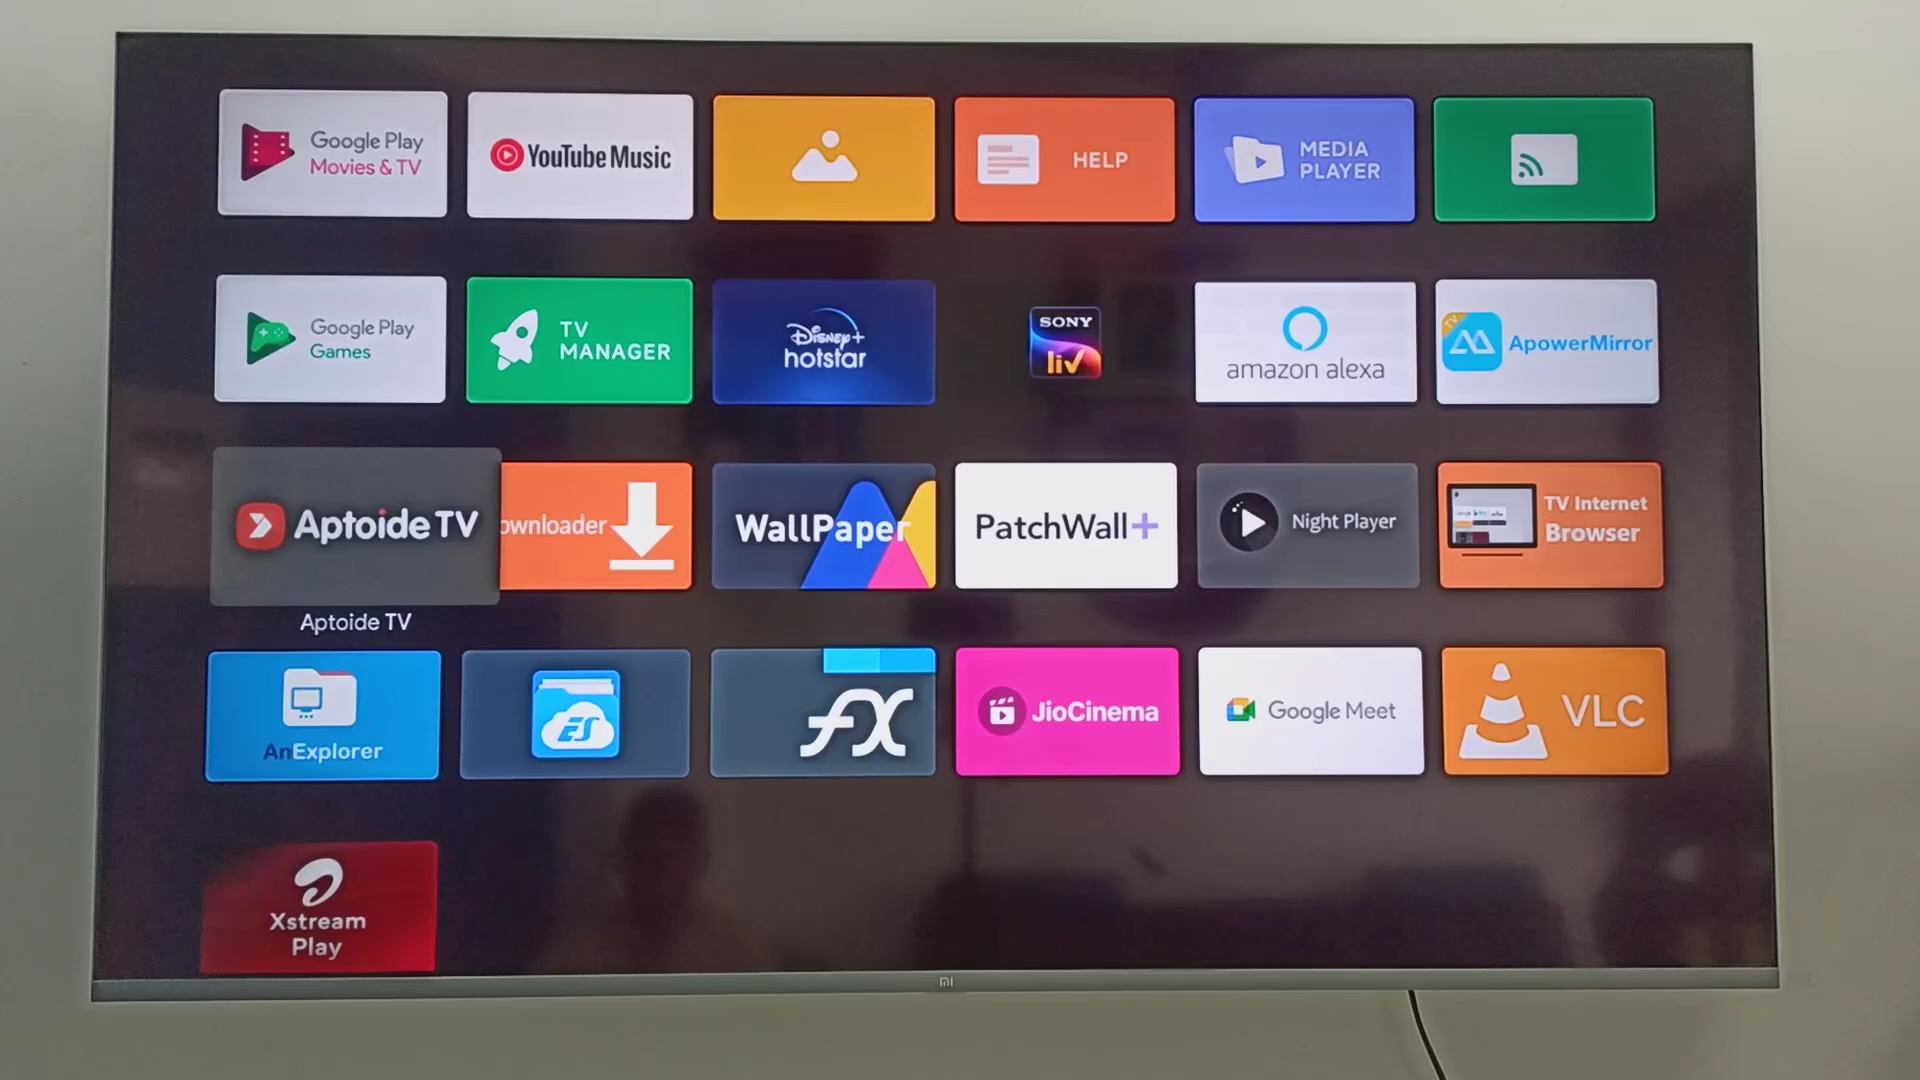 Google Play
Movies & TV
YouTube Music
HELP
MEDIA
PLAYER
Google Play
Games
TV
MANAGER
Disney+
hotstar
SONY
liv
amazon alexa
TV
ApowerMirror
Aptoide TV
ownloader
WallPaper
PatchWall+
Night Player
TV Internet
Browser
Aptoide TV
AnExplorer
ES
fX
JioCinema
Google Meet
VLC
Xstream
Play
mi